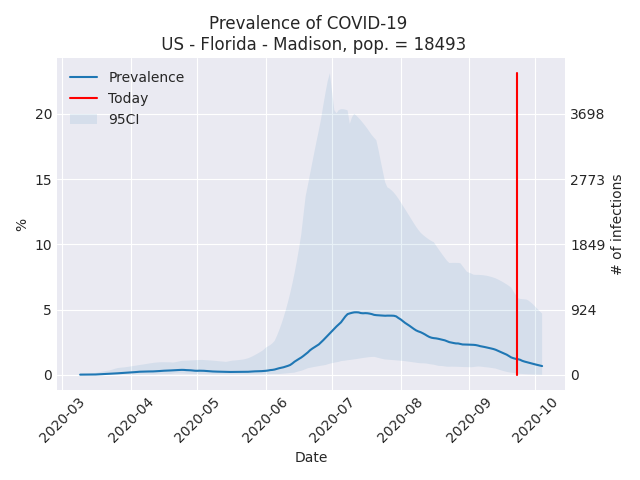 Prevalence of COVID-19
US - Florida - Madison, pop. = 18493
Prevalence
Today
95CI
20
15
10
5
0
%
3698
2773
1849
924
0
# of infections
2020-03
2020-04
2020-05
2020-06
2020-07
2020-08
2020-09
2020-10
Date